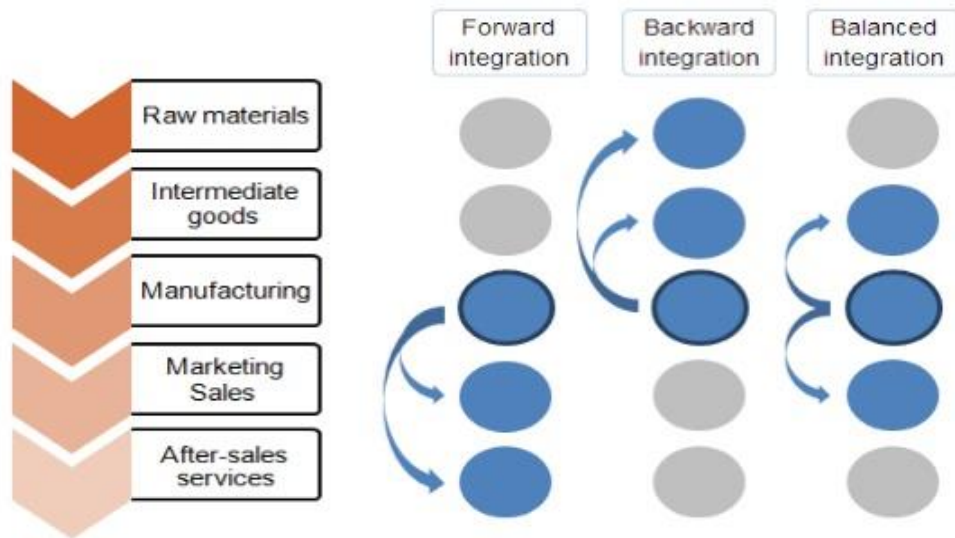 Forward
integration
Backward
integration
Balanced
integration
Raw materials
Intermediate
goods
Manufacturing
Marketing
Sales
After-sales
services